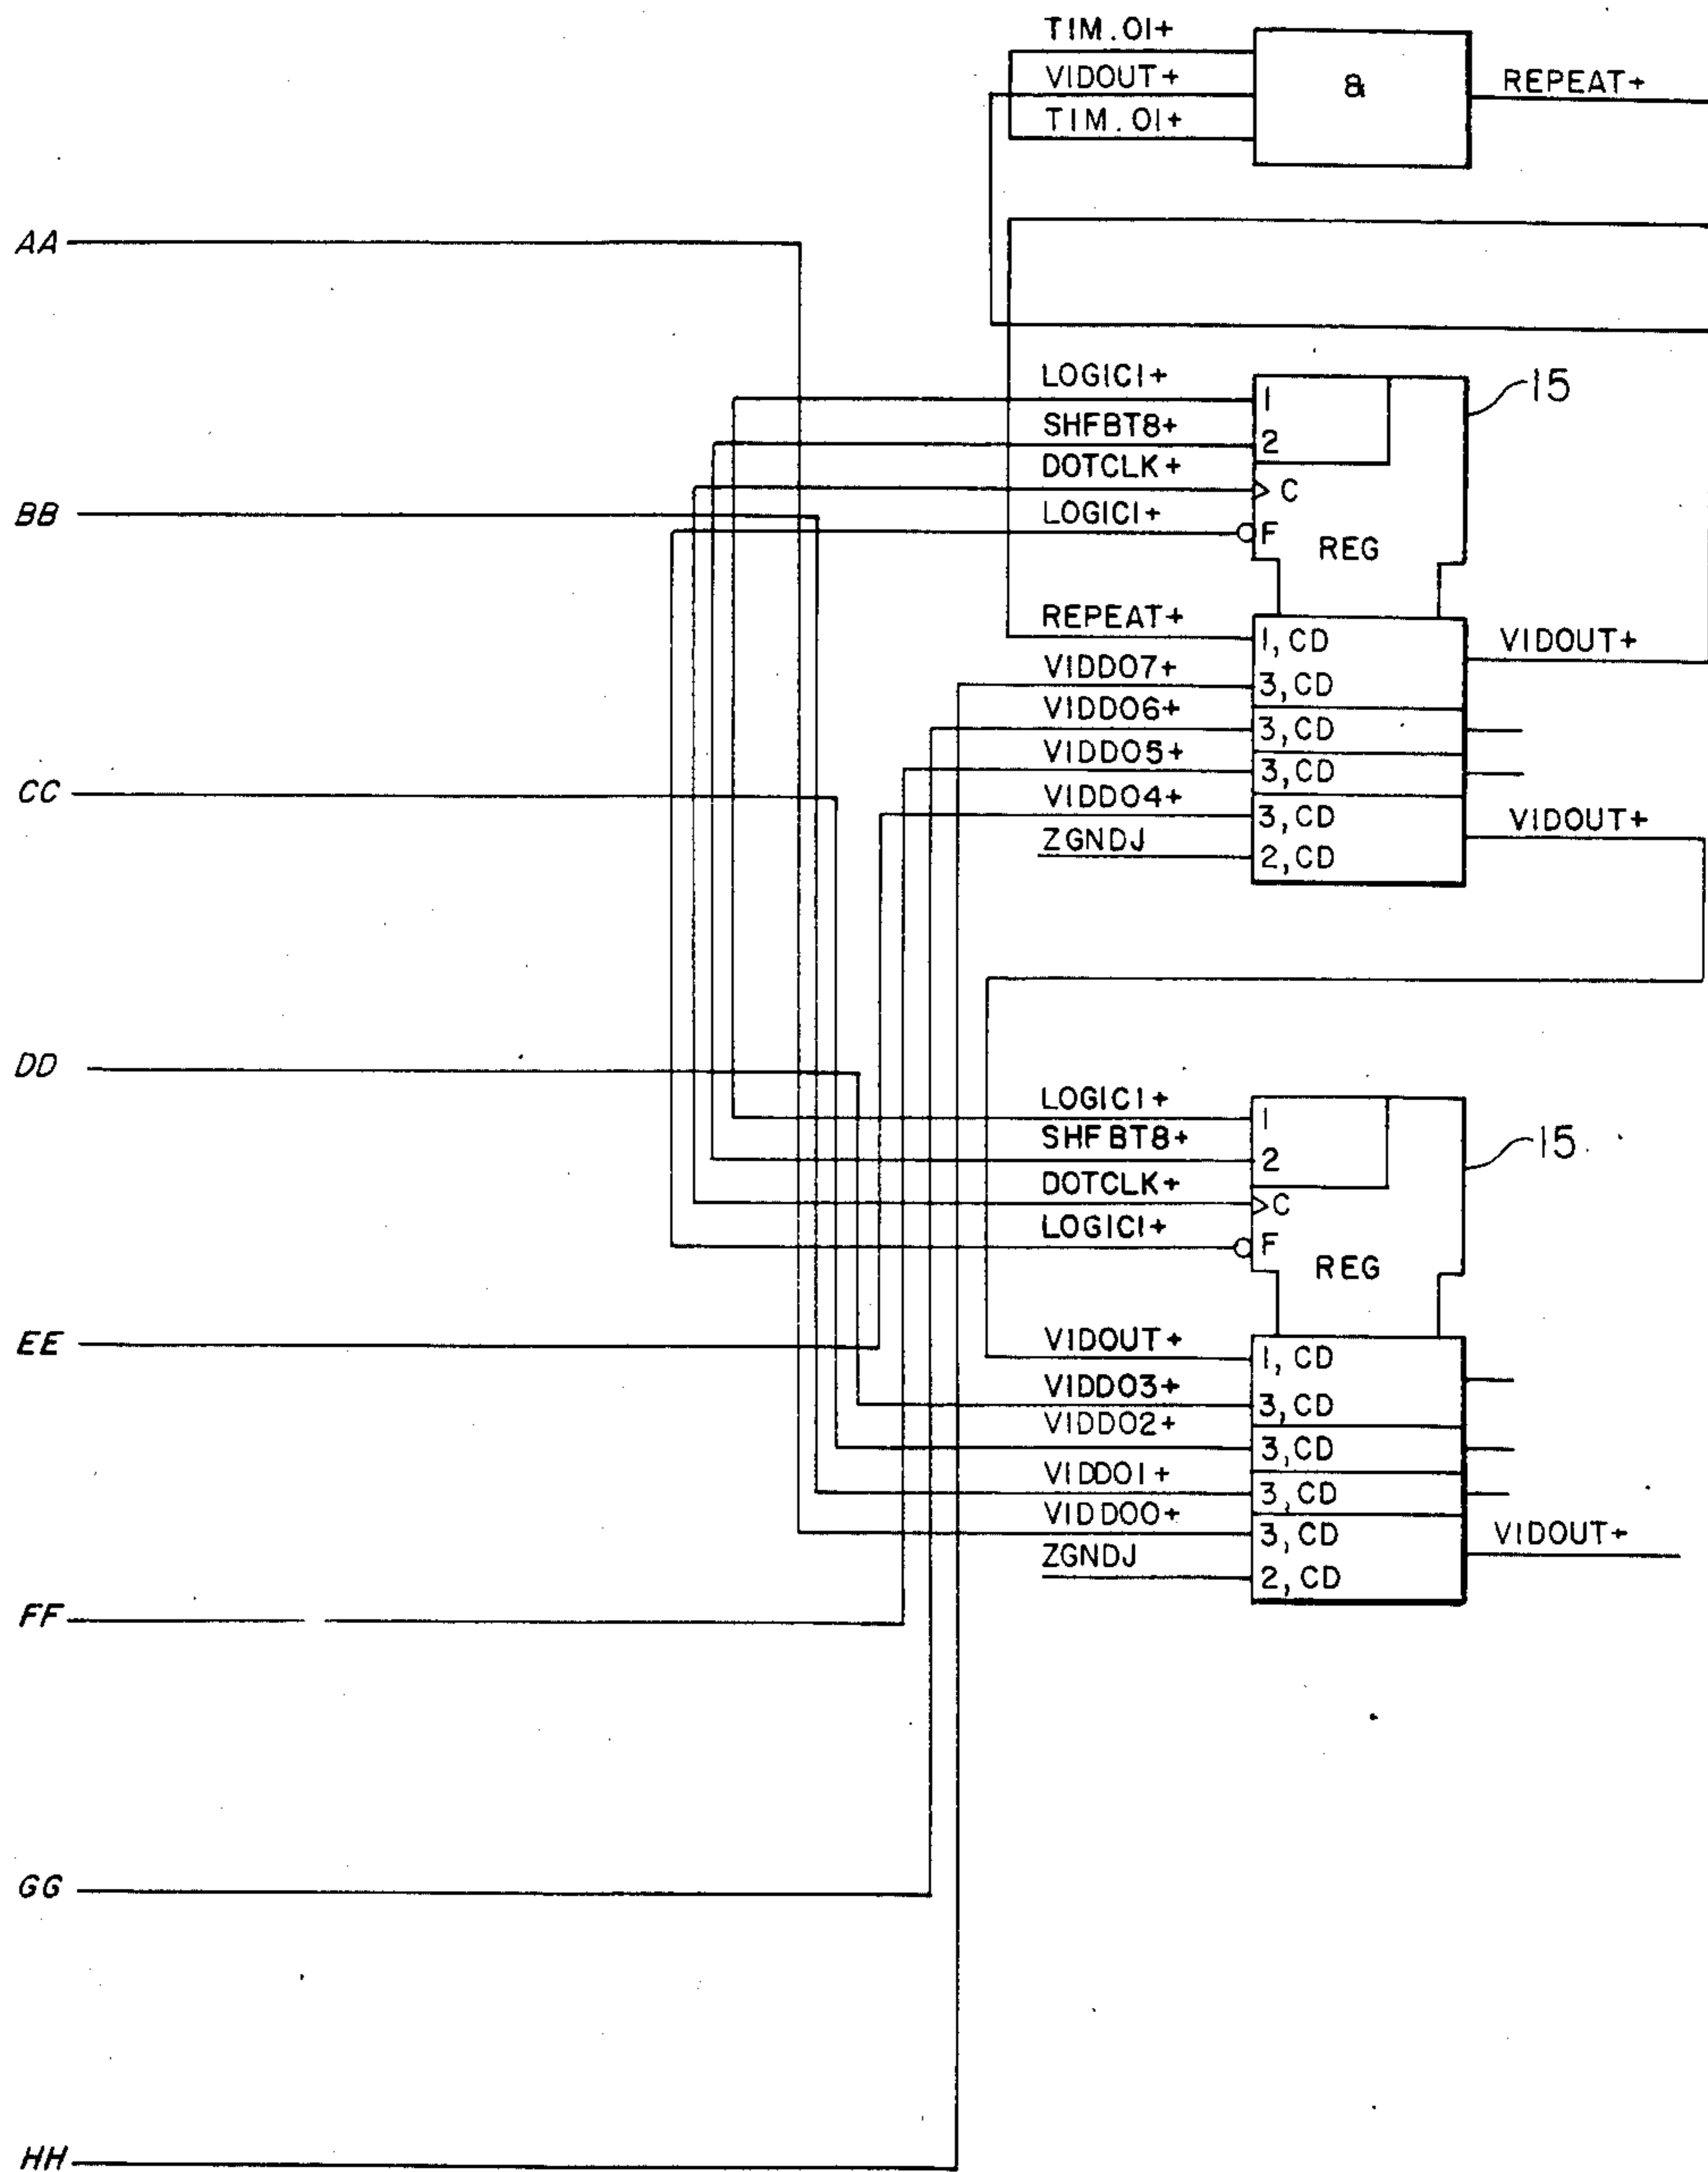 TIM.01+
VIDOUT+
TIM.01+
&
REPEAT+
AA
LOGIC1+
SHFBT8+
DOTCLK+
LOGIC1+
1
2
C
F
REG
15
BB
REPEAT+
VIDD07+
VIDD06+
VIDD05+
VIDD04+
ZGNDJ
1, CD
3, CD
3, CD
3, CD
3, CD
2, CD
VIDOUT+
VIDOUT+
CC
DD
LOGIC1+
SHFBT8+
DOTCLK+
LOGIC1+
1
2
C
F
REG
15
EE
VIDOUT+
VIDD03+
VIDD02+
VIDD01+
VIDD00+
ZGNDJ
1, CD
3, CD
3, CD
3, CD
3, CD
2, CD
VIDOUT+
FF
GG
HH